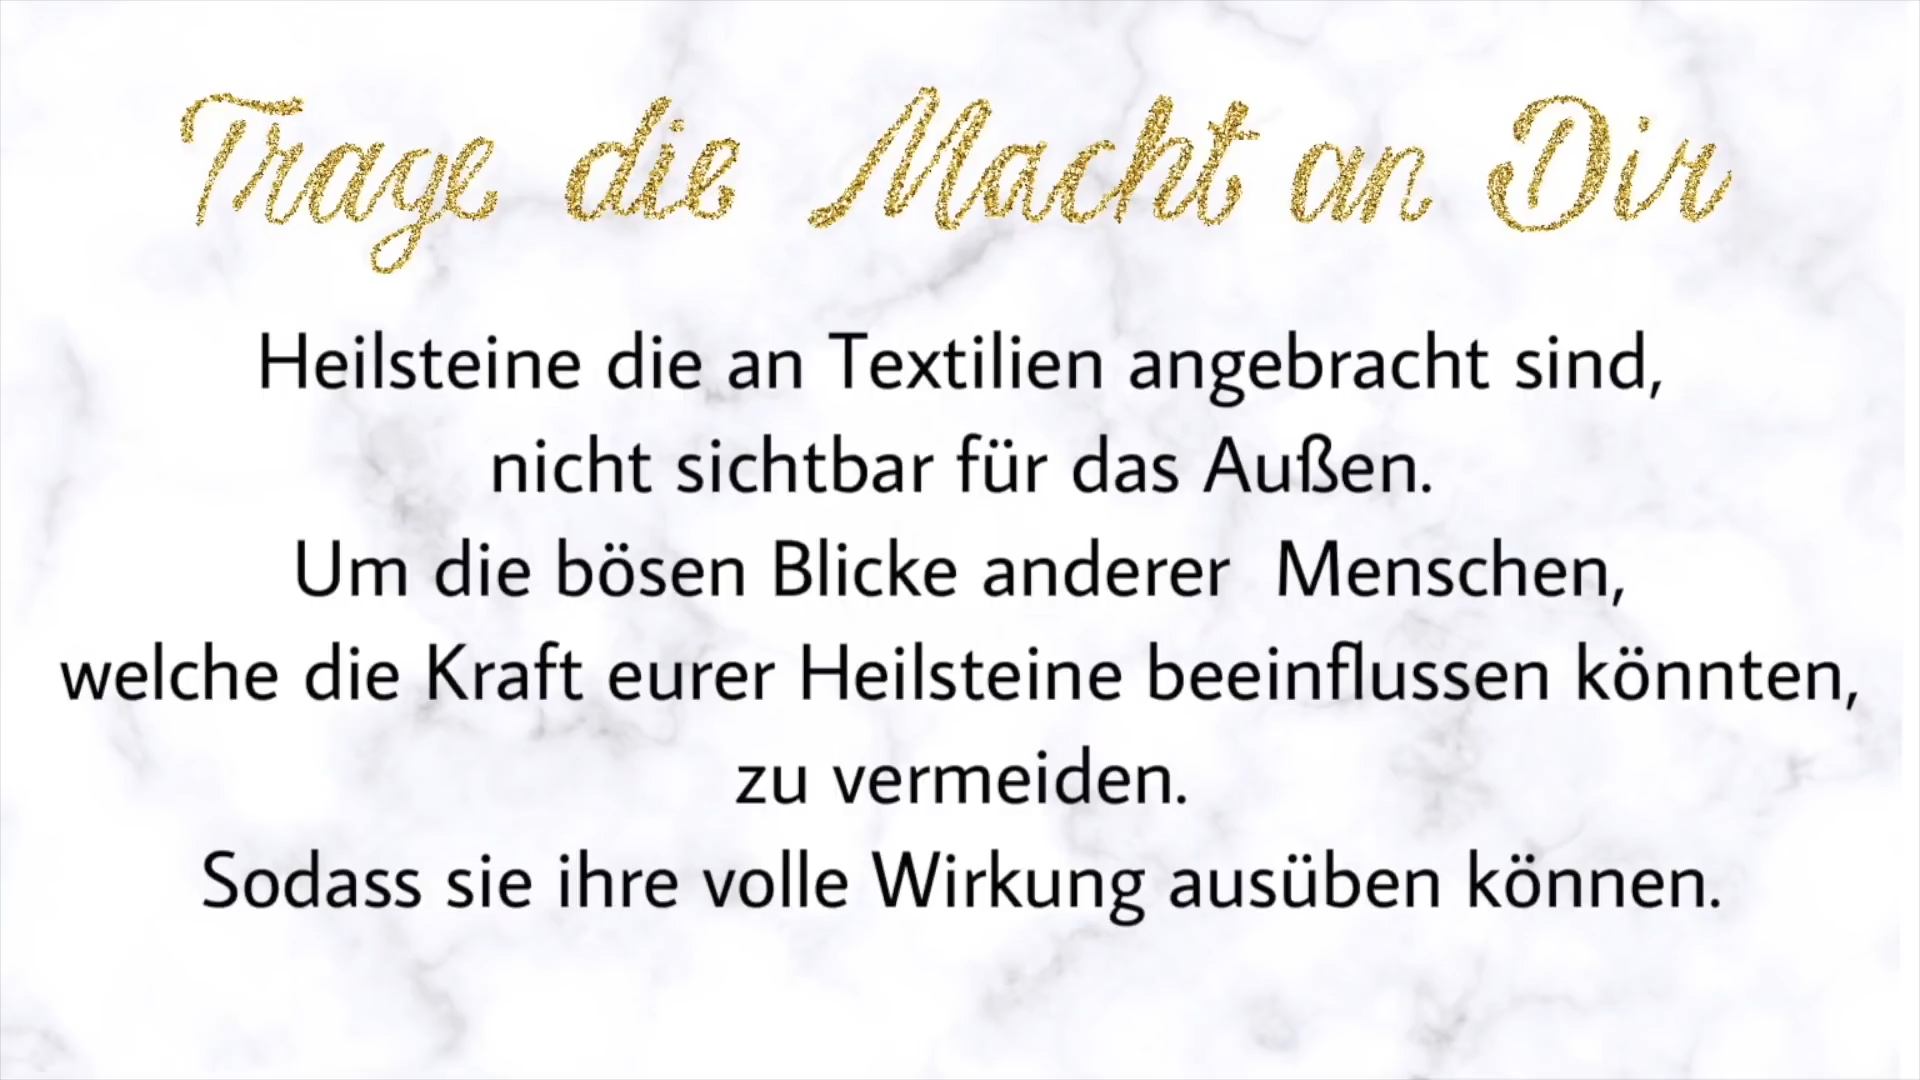 Trage die Macht an Dir
Heilsteine die an Textilien angebracht sind,
nicht sichtbar für das Außen.
Um die bösen Blicke anderer  Menschen,
welche die Kraft eurer Heilsteine beeinflussen könnten,
zu vermeiden.
Sodass sie ihre volle Wirkung ausüben können.